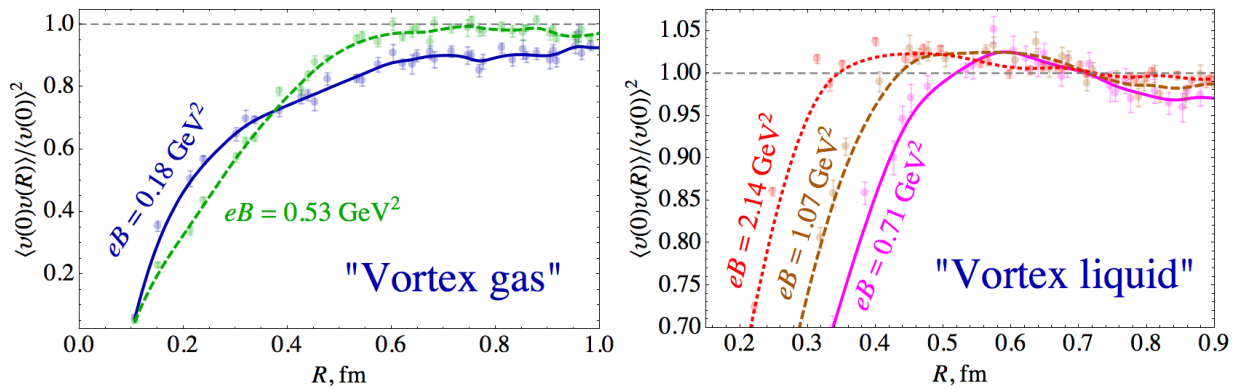 ⟨υ(0)υ(R)⟩/⟨υ(0)⟩²
1.0
0.8
0.6
0.4
0.2
eB = 0.18 GeV²
eB = 0.53 GeV²
"Vortex gas"
0.0 0.2 0.4 0.6 0.8 1.0
R, fm
⟨υ(0)υ(R)⟩/⟨υ(0)⟩²
1.05
1.00
0.95
0.90
0.85
0.80
0.75
0.70
eB = 2.14 GeV²
eB = 1.07 GeV²
eB = 0.71 GeV²
"Vortex liquid"
0.2 0.3 0.4 0.5 0.6 0.7 0.8 0.9
R, fm